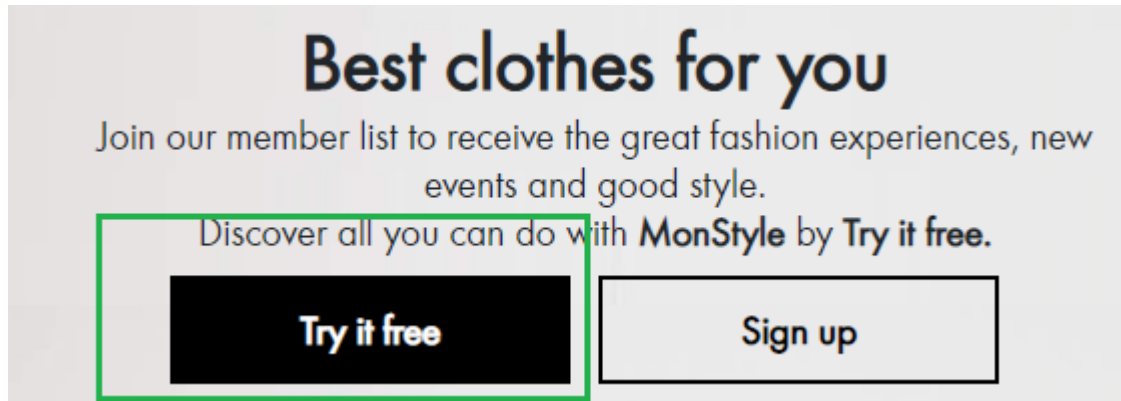 Best clothes for you
Join our member list to receive the great fashion experiences, new
events and good style.
Discover all you can do with MonStyle by Try it free.
Try it free
Sign up